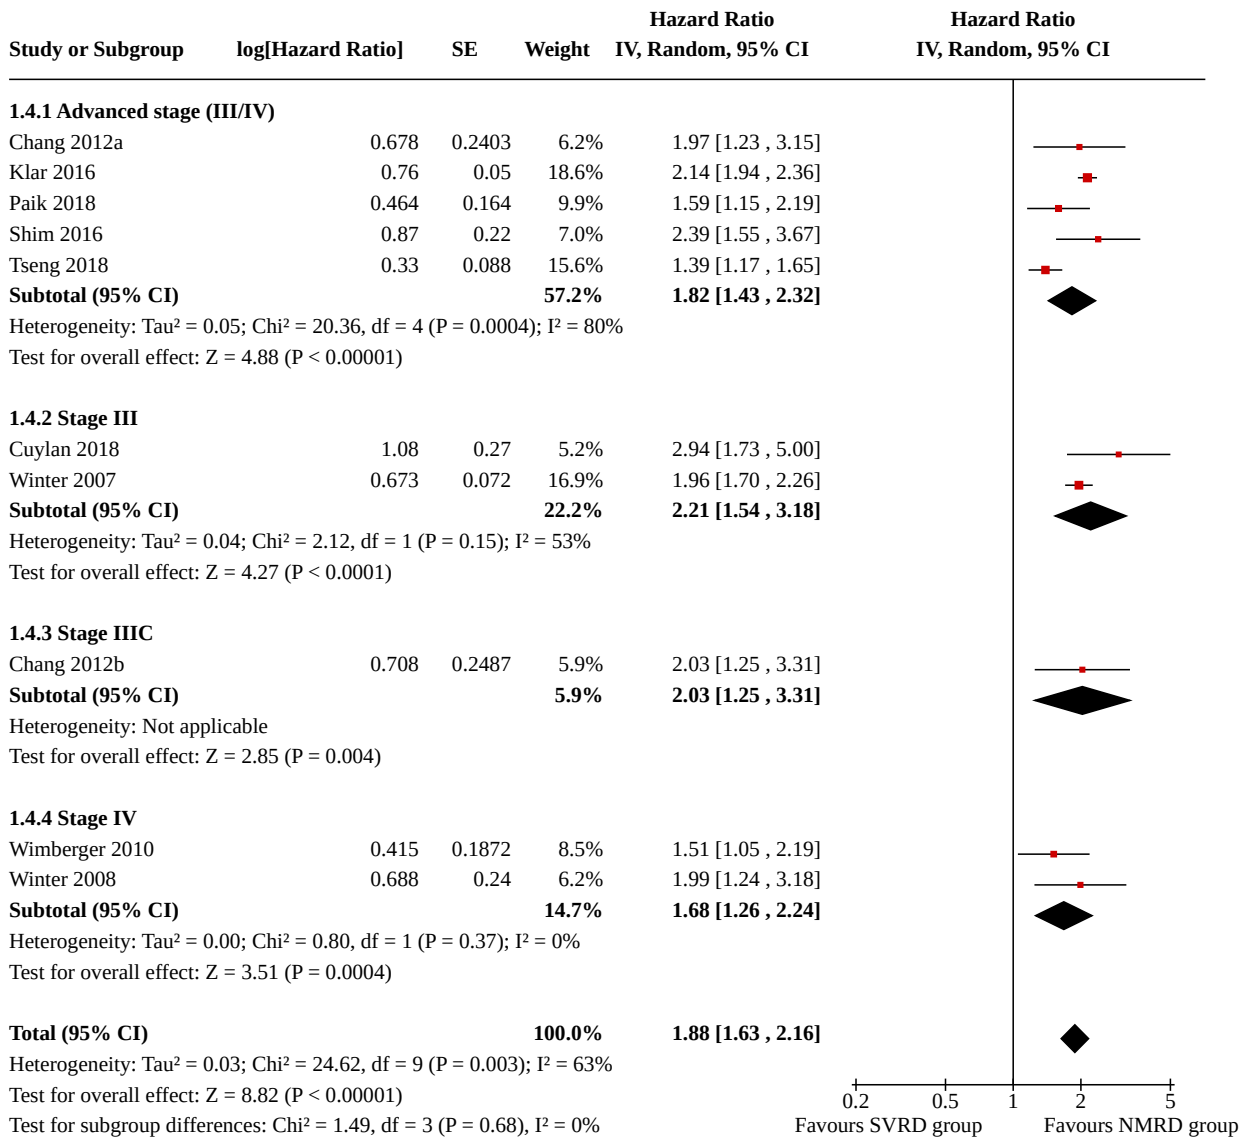 Hazard Ratio Hazard Ratio
Study or Subgroup log[Hazard Ratio] SE Weight IV, Random, 95% CI IV, Random, 95% CI
1.4.1 Advanced stage (III/IV)
Chang 2012a 0.678 0.2403 6.2% 1.97 [1.23 , 3.15]
Klar 2016 0.76 0.05 18.6% 2.14 [1.94 , 2.36]
Paik 2018 0.464 0.164 9.9% 1.59 [1.15 , 2.19]
Shim 2016 0.87 0.22 7.0% 2.39 [1.55 , 3.67]
Tseng 2018 0.33 0.088 15.6% 1.39 [1.17 , 1.65]
Subtotal (95% CI) 57.2% 1.82 [1.43 , 2.32]
Heterogeneity: Tau² = 0.05; Chi² = 20.36, df = 4 (P = 0.0004); I² = 80%
Test for overall effect: Z = 4.88 (P < 0.00001)
1.4.2 Stage III
Cuylan 2018 1.08 0.27 5.2% 2.94 [1.73 , 5.00]
Winter 2007 0.673 0.072 16.9% 1.96 [1.70 , 2.26]
Subtotal (95% CI) 22.2% 2.21 [1.54 , 3.18]
Heterogeneity: Tau² = 0.04; Chi² = 2.12, df = 1 (P = 0.15); I² = 53%
Test for overall effect: Z = 4.27 (P < 0.0001)
1.4.3 Stage IIIC
Chang 2012b 0.708 0.2487 5.9% 2.03 [1.25 , 3.31]
Subtotal (95% CI) 5.9% 2.03 [1.25 , 3.31]
Heterogeneity: Not applicable
Test for overall effect: Z = 2.85 (P = 0.004)
1.4.4 Stage IV
Wimberger 2010 0.415 0.1872 8.5% 1.51 [1.05 , 2.19]
Winter 2008 0.688 0.24 6.2% 1.99 [1.24 , 3.18]
Subtotal (95% CI) 14.7% 1.68 [1.26 , 2.24]
Heterogeneity: Tau² = 0.00; Chi² = 0.80, df = 1 (P = 0.37); I² = 0%
Test for overall effect: Z = 3.51 (P = 0.0004)
Total (95% CI) 100.0% 1.88 [1.63 , 2.16]
Heterogeneity: Tau² = 0.03; Chi² = 24.62, df = 9 (P = 0.003); I² = 63%
Test for overall effect: Z = 8.82 (P < 0.00001)
0.2 0.5 1 2 5
Test for subgroup differences: Chi² = 1.49, df = 3 (P = 0.68), I² = 0% Favours SVRD group Favours NMRD group